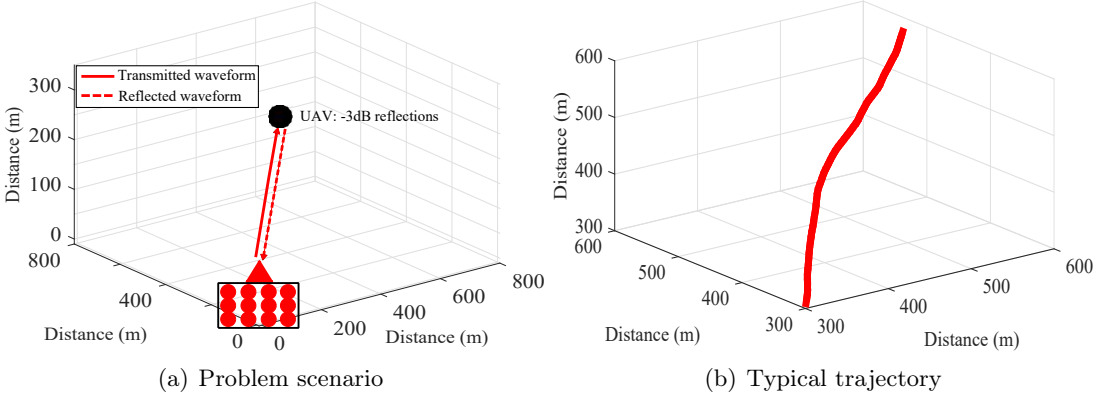 Transmitted waveform
Reflected waveform
UAV: -3dB reflections
Distance (m)
300
200
100
0
800
400
Distance (m)
0
0
200
400
600
800
Distance (m)
(a) Problem scenario
Distance (m)
600
500
400
300
600
500
400
300
Distance (m)
300
400
500
600
Distance (m)
(b) Typical trajectory